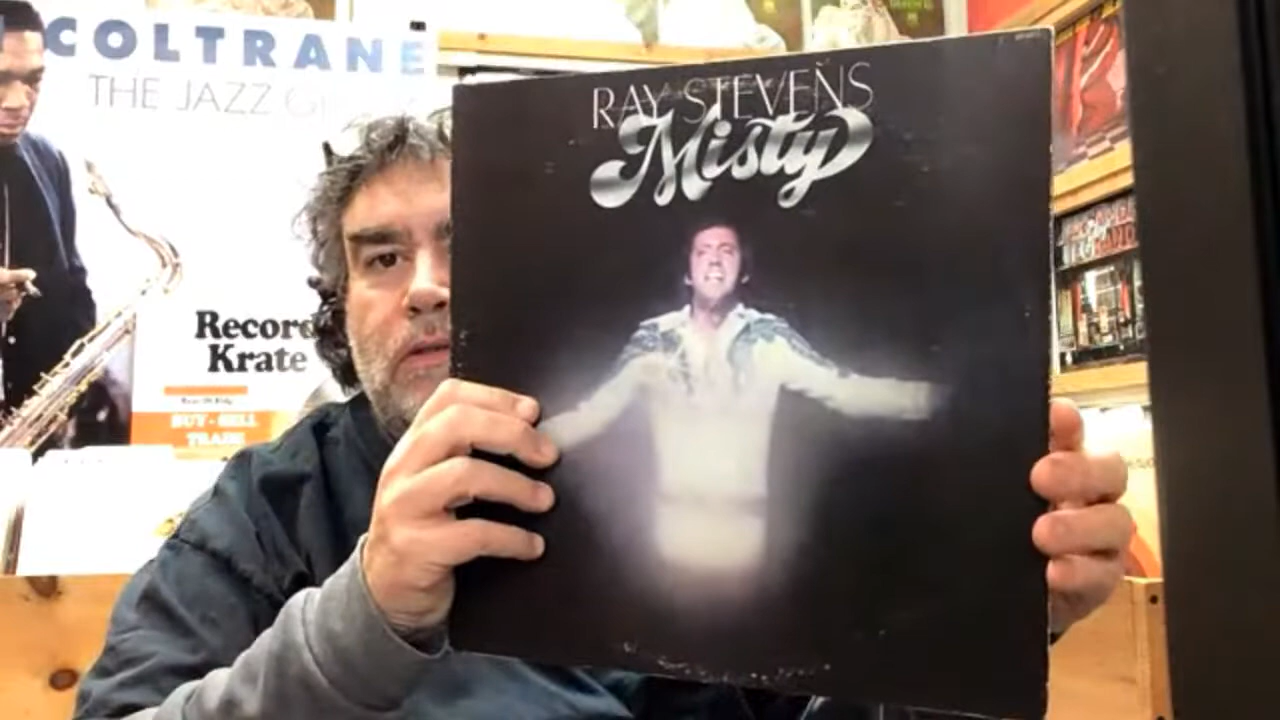 COLTRANE
THE JAZZ
RAY STEVENS
Misty
Record
Krate
BUY - SELL
TRADE